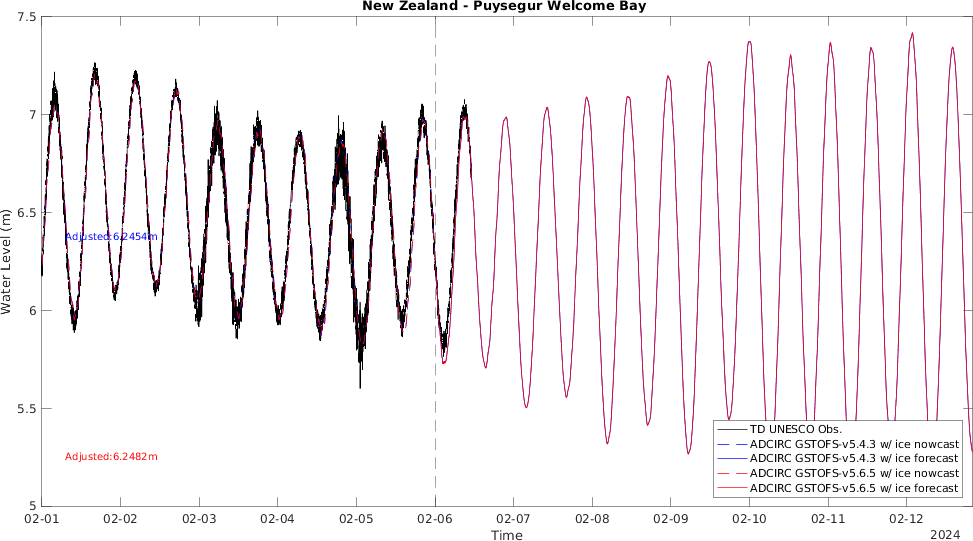 New Zealand - Puysegur Welcome Bay
7.5
7
6.5
6
5.5
5
Water Level (m)
Adjusted:6.2454m
Adjusted:6.2482m
TD UNESCO Obs.
ADCIRC GSTOFS-v5.4.3 w/ ice nowcast
ADCIRC GSTOFS-v5.4.3 w/ ice forecast
ADCIRC GSTOFS-v5.6.5 w/ ice nowcast
ADCIRC GSTOFS-v5.6.5 w/ ice forecast
02-01 02-02 02-03 02-04 02-05 02-06 02-07 02-08 02-09 02-10 02-11 02-12
Time
2024